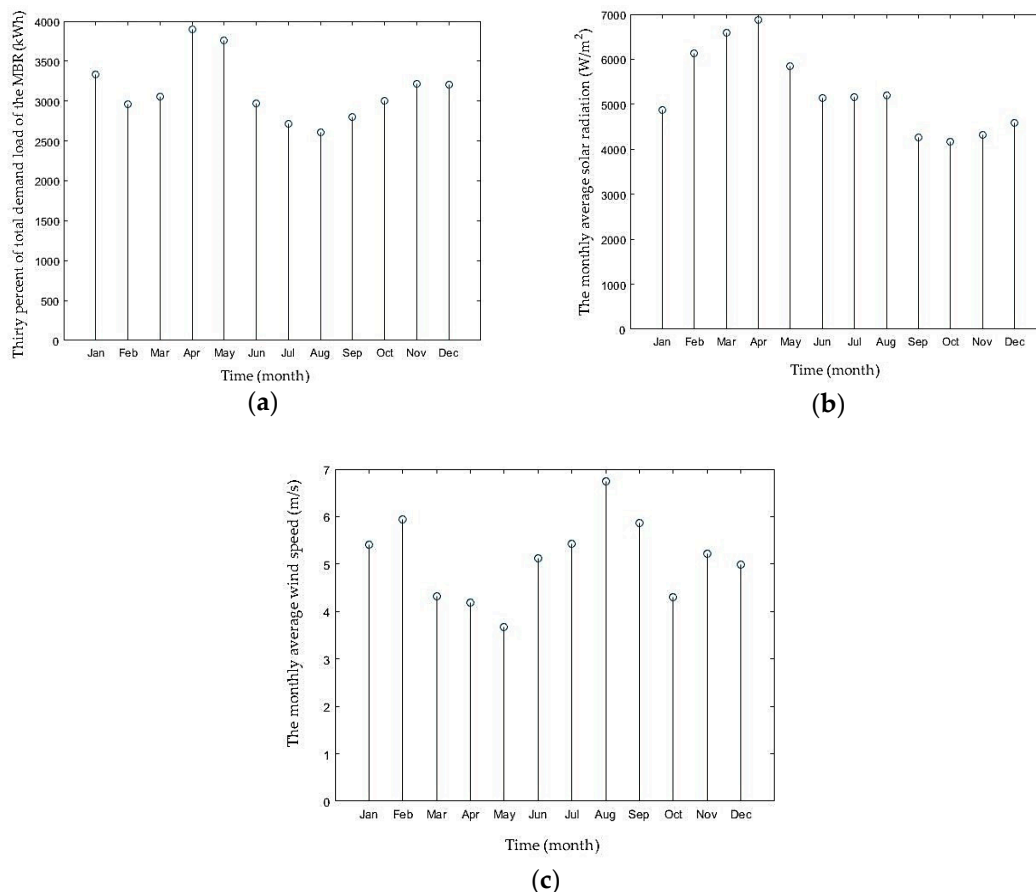 Thirty percent of total demand load of the MBR (kWh)
4000
3500
3000
2500
2000
1500
1000
500
0
Jan Feb Mar Apr May Jun Jul Aug Sep Oct Nov Dec
Time (month)
(a)
The monthly average solar radiation (W/m²)
7000
6000
5000
4000
3000
2000
1000
0
Jan Feb Mar Apr May Jun Jul Aug Sep Oct Nov Dec
Time (month)
(b)
The monthly average wind speed (m/s)
7
6
5
4
3
2
1
0
Jan Feb Mar Apr May Jun Jul Aug Sep Oct Nov Dec
Time (month)
(c)